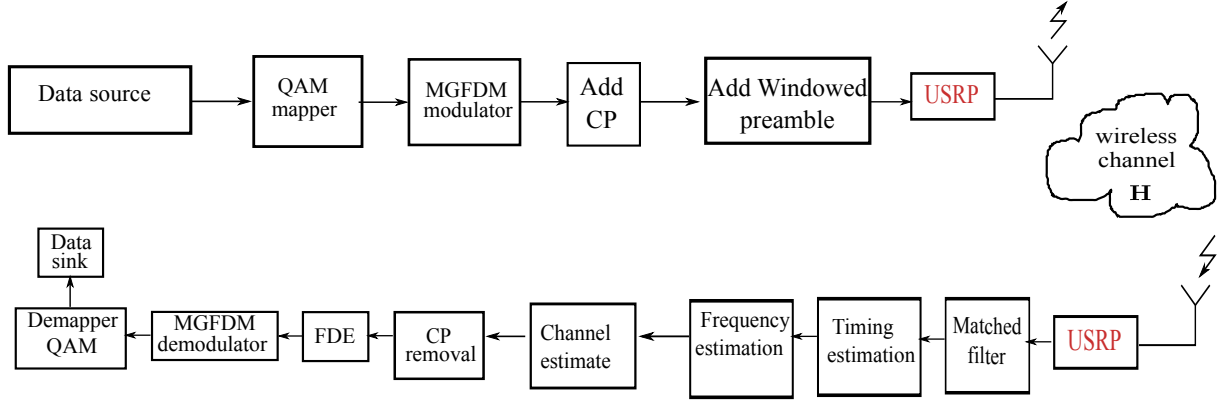 Data source
QAM
mapper
MGFDM
modulator
Add
CP
Add Windowed
preamble
USRP
wireless
channel
H
Data
sink
Demapper
QAM
MGFDM
demodulator
FDE
CP
removal
Channel
estimate
Frequency
estimation
Timing
estimation
Matched
filter
USRP